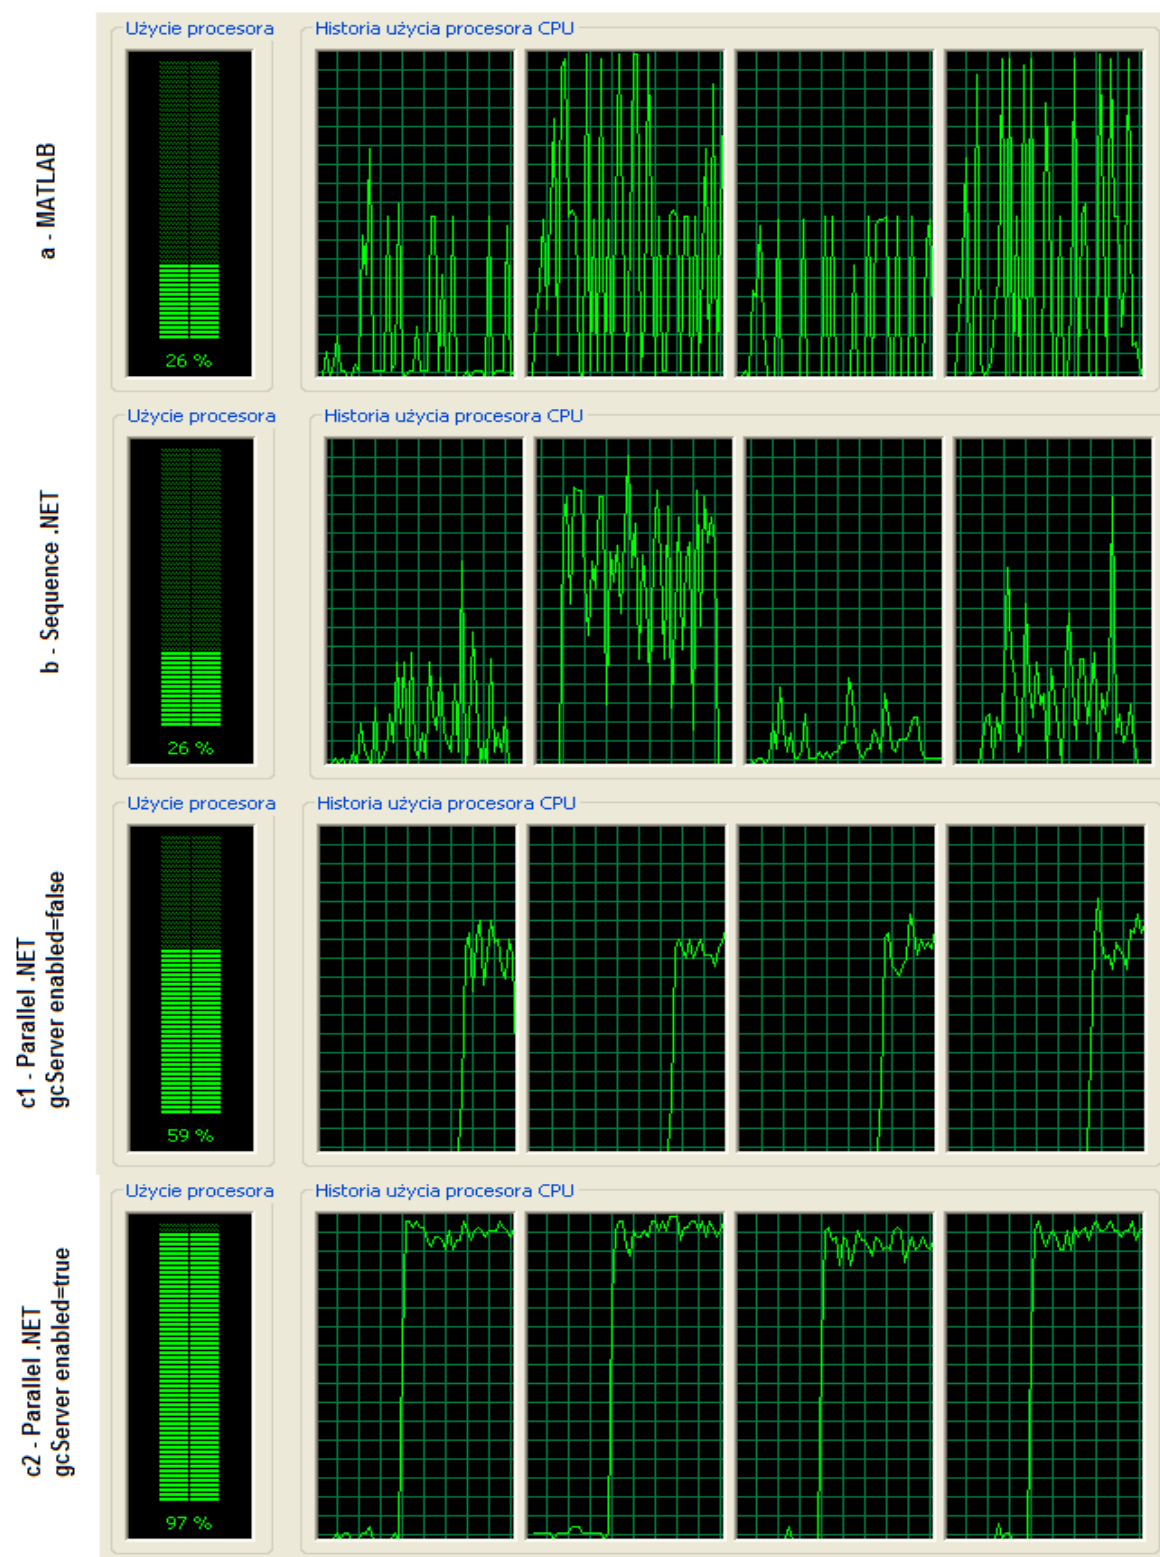 Użycie procesora
Historia użycia procesora CPU
a - MATLAB
26 %
Użycie procesora
Historia użycia procesora CPU
b - Sequence .NET
26 %
Użycie procesora
Historia użycia procesora CPU
c1 - Parallel .NET
gcServer enabled=false
59 %
Użycie procesora
Historia użycia procesora CPU
c2 - Parallel .NET
gcServer enabled=true
97 %